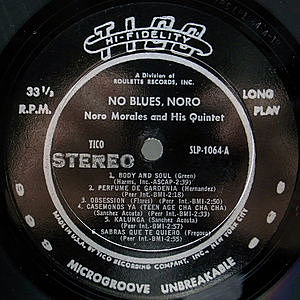 TICO
HI-FIDELITY
A Division of
ROULETTE RECORDS, INC.
33 1/3
R.P.M.
LONG
PLAY
NO BLUES, NORO
Noro Morales and His Quintet
TICO
STEREO
SLP-1064-A
1. BODY AND SOUL (Green)
(Harms, Inc.-ASCAP-2:39)
2. PERFUME DE GARDENIA (Hernandez)
(Peer Int-BMI-2:18)
3. OBSESSION (Flores) (Peer Int-BMI-2:50)
4. CASEMONOS YA (TEEN AGE CHA CHA CHA)
(Sanchez Acosta) (Peer Int-BMI-2:53)
5. KALUNGA (Sanchez Acosta)
(Peer Int-BMI-2:28)
6. SABRAS QUE TE QUIERO (Fregoso)
(Peer Int-BMI-2:55)
MADE IN U.S.A. BY TICO RECORDING COMPANY, INC., NEW YORK
MICROGROOVE UNBREAKABLE